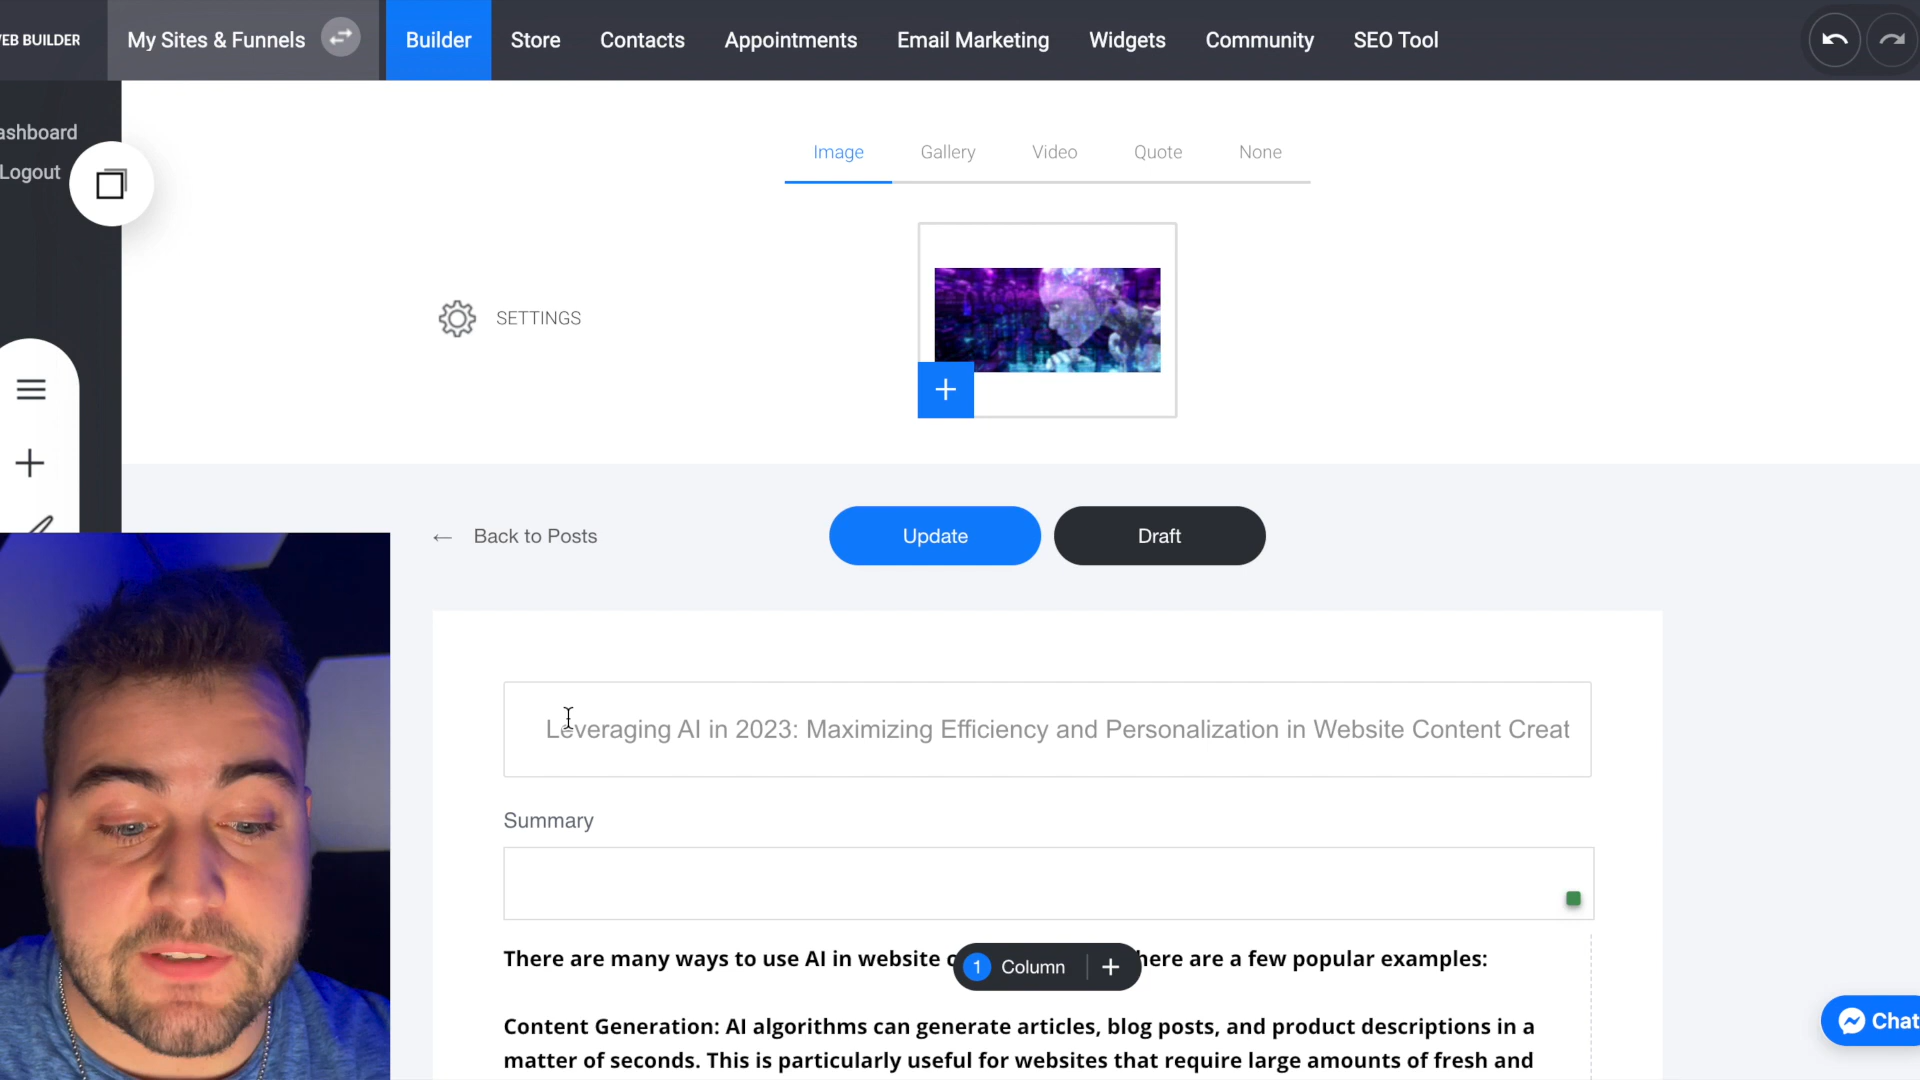 WEB BUILDER
My Sites & Funnels
Builder
Store
Contacts
Appointments
Email Marketing
Widgets
Community
SEO Tool
ashboard
Logout
Image
Gallery
Video
Quote
None
SETTINGS
Back to Posts
Update
Draft
Leveraging AI in 2023: Maximizing Efficiency and Personalization in Website Content Creat
Summary
There are many ways to use AI in website
here are a few popular examples:
1 Column
Content Generation: AI algorithms can generate articles, blog posts, and product descriptions in a
matter of seconds. This is particularly useful for websites that require large amounts of fresh and
Chat